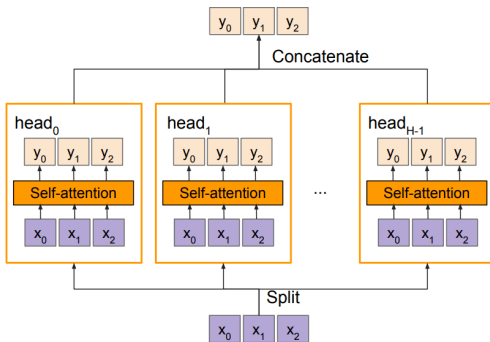 y₀ y₁ y₂
Concatenate
head₀
y₀ y₁ y₂
Self-attention
x₀ x₁ x₂
head₁
y₀ y₁ y₂
Self-attention
x₀ x₁ x₂
...
head_H-1
y₀ y₁ y₂
Self-attention
x₀ x₁ x₂
Split
x₀ x₁ x₂